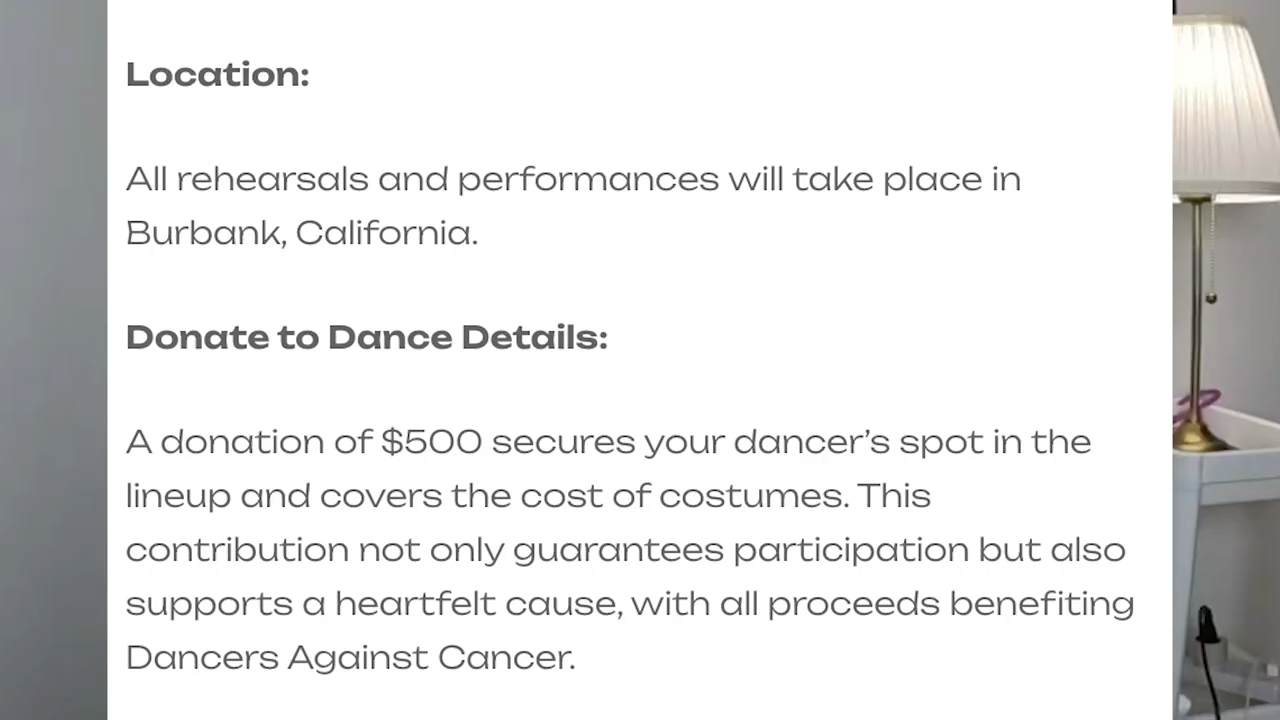 Location:
All rehearsals and performances will take place in
Burbank, California.
Donate to Dance Details:
A donation of $500 secures your dancer’s spot in the
lineup and covers the cost of costumes. This
contribution not only guarantees participation but also
supports a heartfelt cause, with all proceeds benefiting
Dancers Against Cancer.